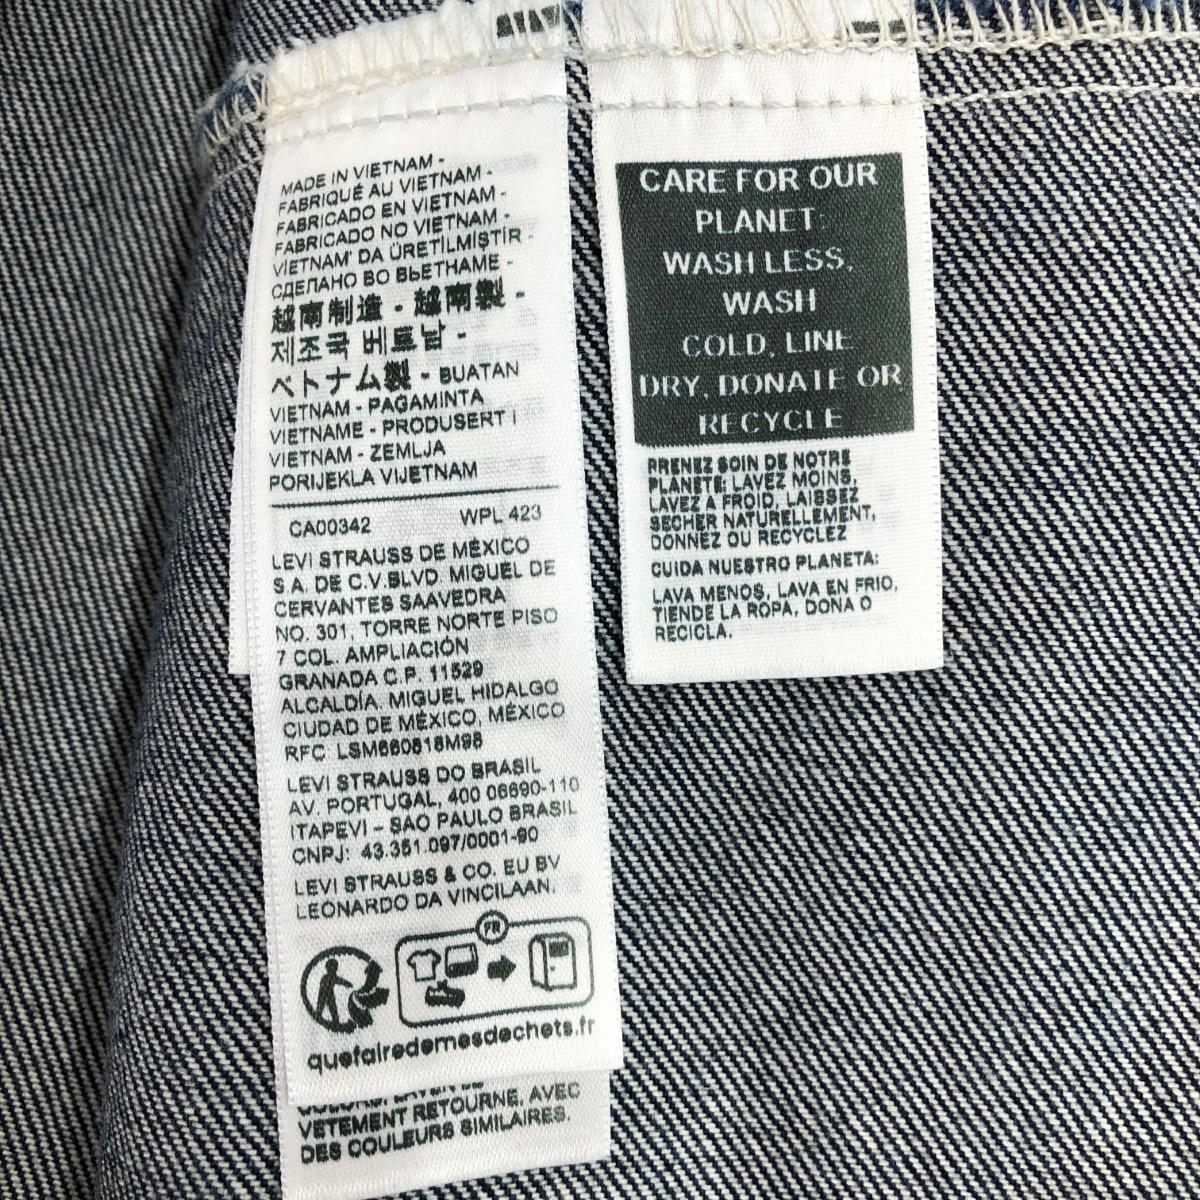 MADE IN VIETNAM -
FABRIQUÉ AU VIETNAM -
FABRICADO EN VIETNAM -
FABRICADO NO VIETNAM -
VİETNAM' DA ÜRETİLMİŞTİR -
СДЕЛАНО ВО ВЬЕТНАМЕ -
越南制造 - 越南製 -
제조국 베트남 -
ベトナム製 - BUATAN
VIETNAM - PAGAMINTA
VIETNAME - PRODUSERT I
VIETNAM - ZEMLJA
PORIJEKLA VIJETNAM
CA00342 WPL 423
LEVI STRAUSS DE MÉXICO
S.A. DE C.V.BLVD. MIGUEL DE
CERVANTES SAAVEDRA
NO. 301, TORRE NORTE PISO
7 COL. AMPLIACIÓN
GRANADA C.P. 11529
ALCALDÍA. MIGUEL HIDALGO
CIUDAD DE MÉXICO, MÉXICO
RFC: LSM660818M98
LEVI STRAUSS DO BRASIL
AV. PORTUGAL, 400 06690-110
ITAPEVI – SAO PAULO BRASIL
CNPJ: 43.351.097/0001-90
LEVI STRAUSS & CO. EU BV
LEONARDO DA VINCILAAN.
FR
quefairedemesdechets.fr
VETEMENT RETOURNE, AVEC
DES COULEURS SIMILAIRES.
CARE FOR OUR
PLANET:
WASH LESS,
WASH
COLD, LINE
DRY, DONATE OR
RECYCLE
PRENEZ SOIN DE NOTRE
PLANETE: LAVEZ MOINS,
LAVEZ A FROID, LAISSEZ
SECHER NATURELLEMENT,
DONNEZ OU RECYCLEZ
CUIDA NUESTRO PLANETA:
LAVA MENOS, LAVA EN FRIO,
TIENDE LA ROPA, DONA O
RECICLA.